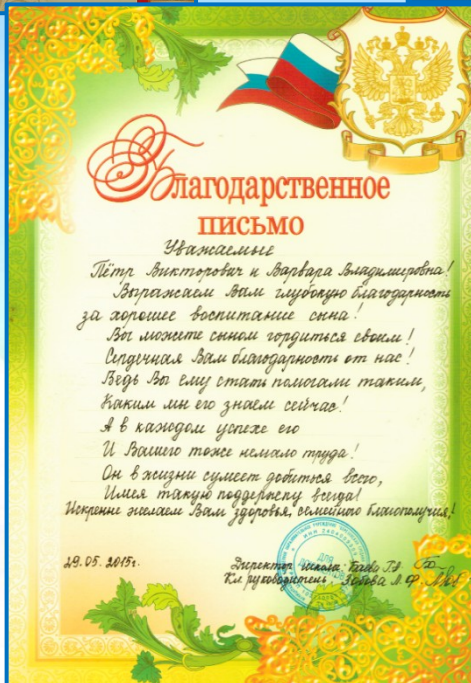 Благодарственное
письмо
Уважаемые
Пётр Викторович и Варвара Владимировна!
Выражаем Вам глубокую благодарность
за хорошее воспитание сына!
Вы можете сыном гордиться своим!
Сердечная Вам благодарность от нас!
Ведь Вы ему стать помогали таким,
Каким мы его знаем сейчас!
А в каждом успехе его
И Вашего тоже немало труда!
Он в жизни сумеет добиться всего,
Имея такую поддержку всегда!
Искренне желаем Вам здоровья, семейного благополучия!
29.05.2015г.
Директор школы:
Кл руководитель: Зобова Л.Ф.